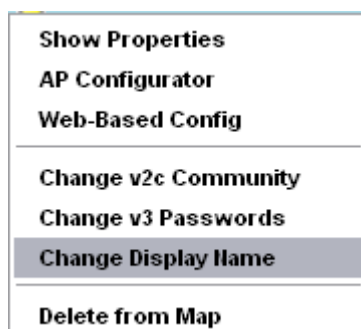 Show Properties
AP Configurator
Web-Based Config
Change v2c Community
Change v3 Passwords
Change Display Name
Delete from Map